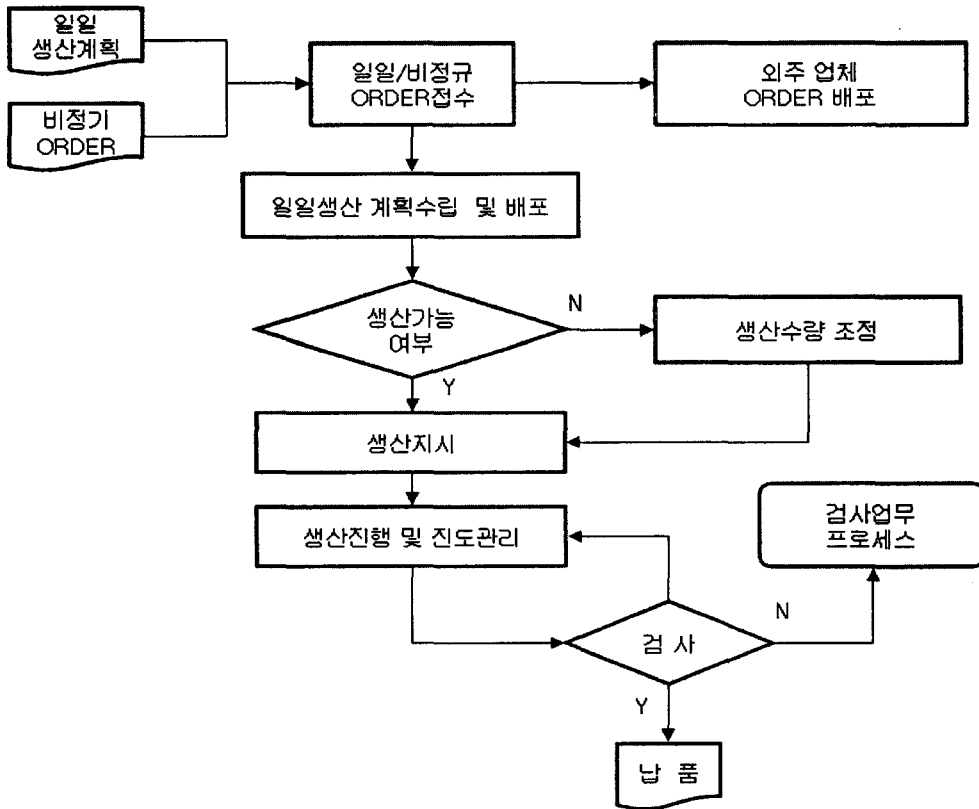 일일
생산계획
비정기
ORDER
일일/비정규
ORDER접수
외주 업체
ORDER 배포
일일생산 계획수립 및 배포
생산가능
여부
N
생산수량 조정
Y
생산지시
생산진행 및 진도관리
검사업무
프로세스
검 사
N
Y
납 품